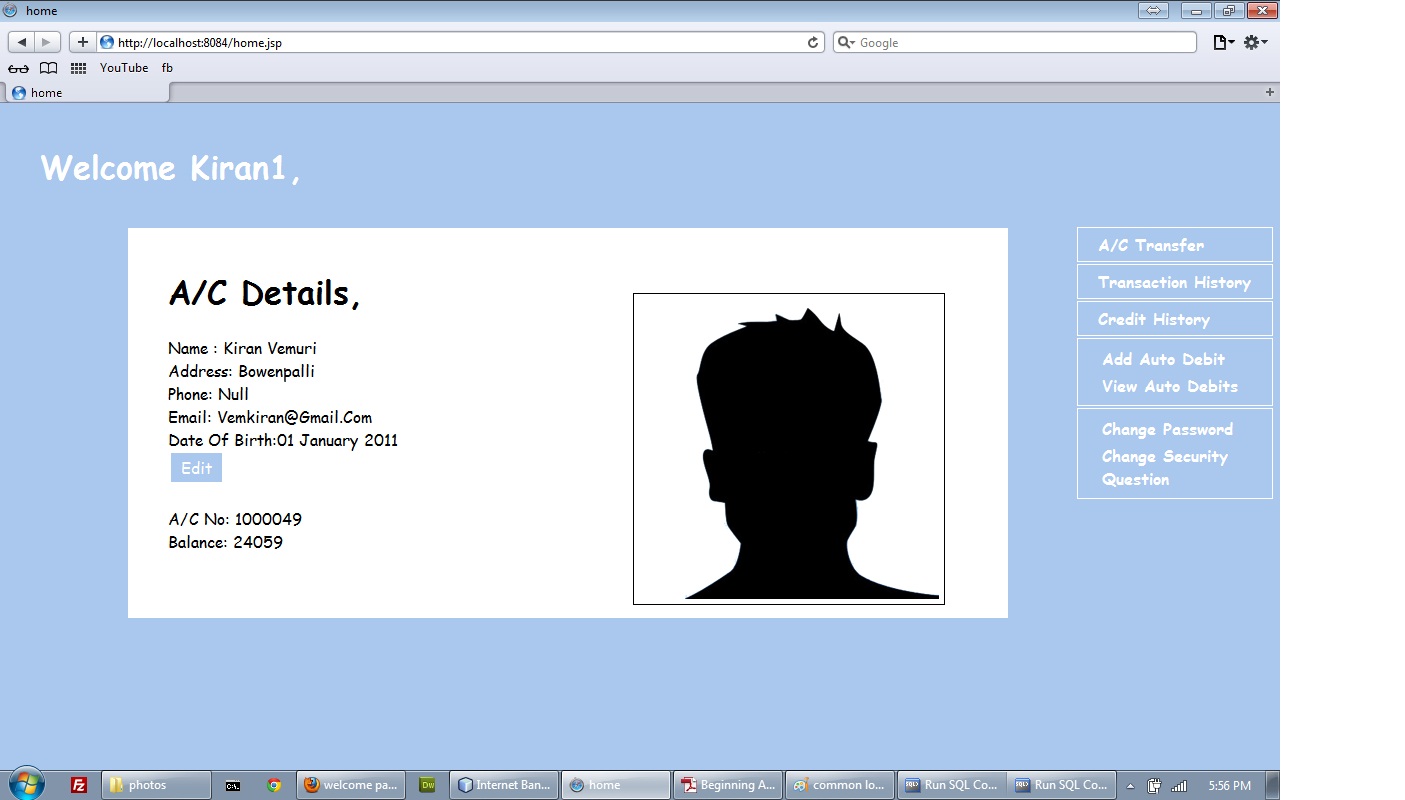 home
http://localhost:8084/home.jsp
Google
YouTube fb
home
Welcome Kiran1,
A/C Details,
Name : Kiran Vemuri
Address: Bowenpalli
Phone: Null
Email: Vemkiran@Gmail.Com
Date Of Birth:01 January 2011
Edit
A/C No: 1000049
Balance: 24059
A/C Transfer
Transaction History
Credit History
Add Auto Debit
View Auto Debits
Change Password
Change Security
Question
photos welcome pa... Dw Internet Ban... home Beginning A... common lo... Run SQL Co... Run SQL Co... 5:56 PM